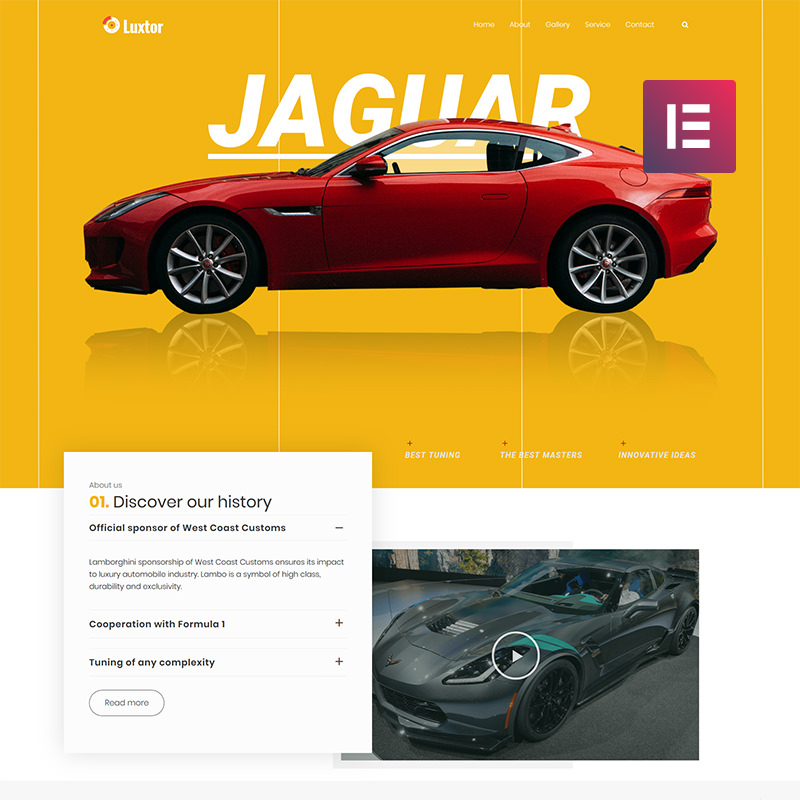 Luxtor
Home About Gallery Service Contact
JAGUAR
+ + +
BEST TUNING THE BEST MASTERS INNOVATIVE IDEAS
About us
01. Discover our history
Official sponsor of West Coast Customs −
Lamborghini sponsorship of West Coast Customs ensures its impact
to luxury automobile industry. Lambo is a symbol of high class,
durability and exclusivity.
Cooperation with Formula 1 +
Tuning of any complexity +
Read more